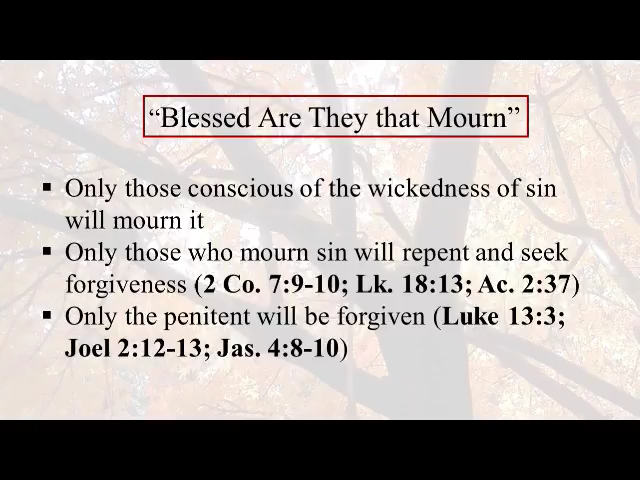 “Blessed Are They that Mourn”
▪ Only those conscious of the wickedness of sin
will mourn it
▪ Only those who mourn sin will repent and seek
forgiveness (2 Co. 7:9-10; Lk. 18:13; Ac. 2:37)
▪ Only the penitent will be forgiven (Luke 13:3;
Joel 2:12-13; Jas. 4:8-10)